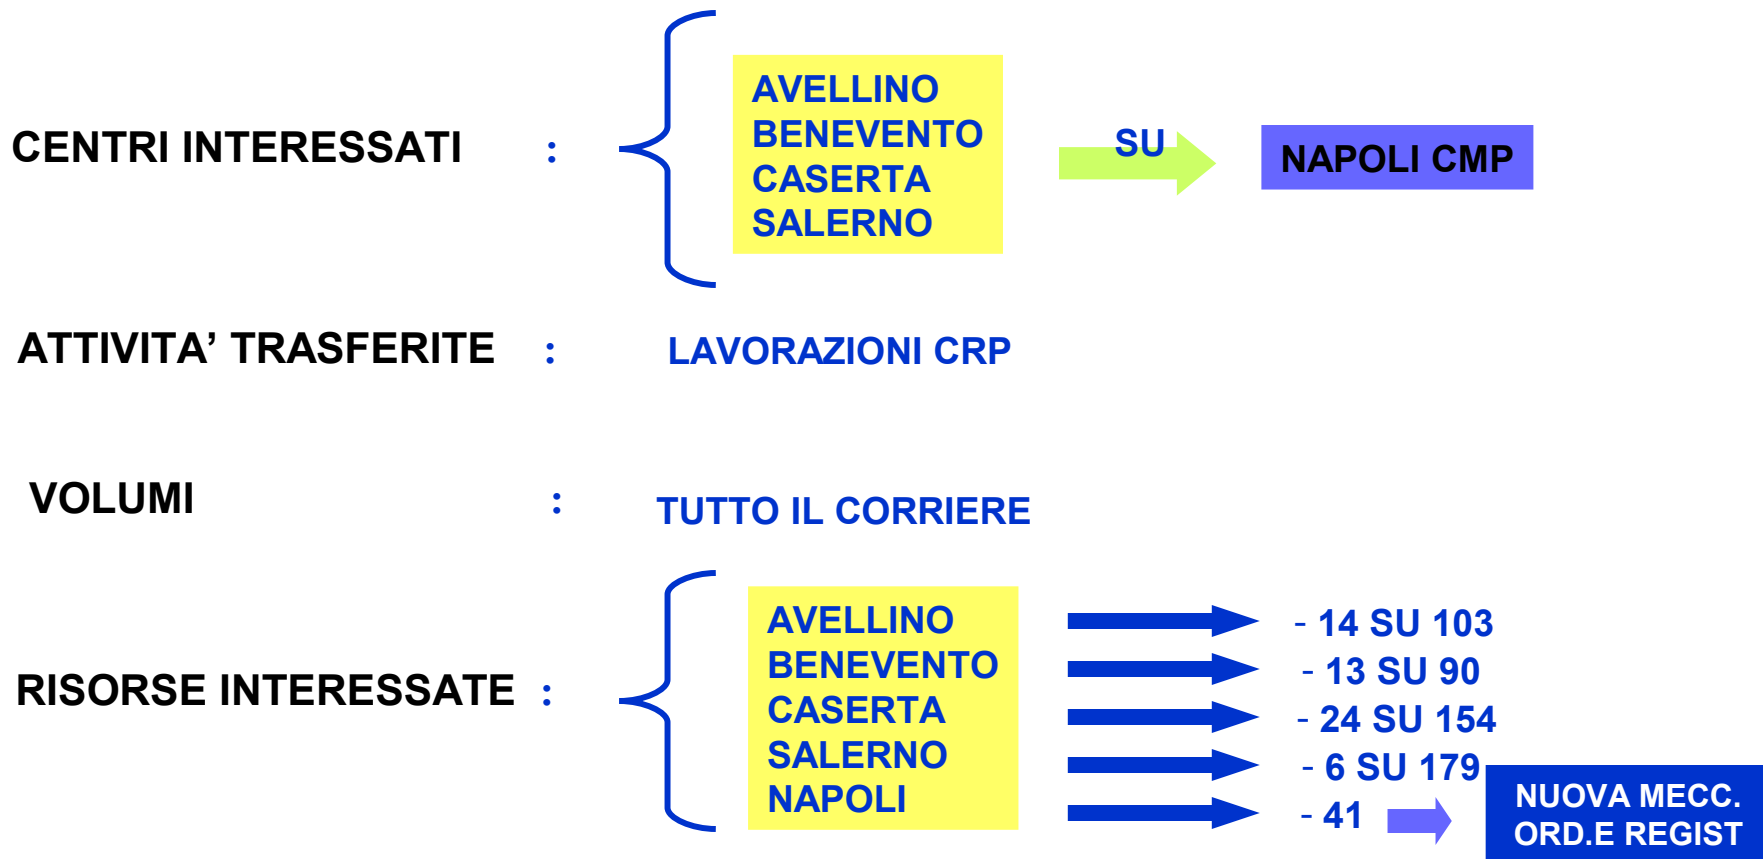 CENTRI INTERESSATI :
AVELLINO
BENEVENTO
CASERTA
SALERNO
SU
NAPOLI CMP
ATTIVITA’ TRASFERITE : LAVORAZIONI CRP
VOLUMI : TUTTO IL CORRIERE
RISORSE INTERESSATE :
AVELLINO - 14 SU 103
BENEVENTO - 13 SU 90
CASERTA - 24 SU 154
SALERNO - 6 SU 179
NAPOLI - 41
NUOVA MECC.
ORD.E REGIST